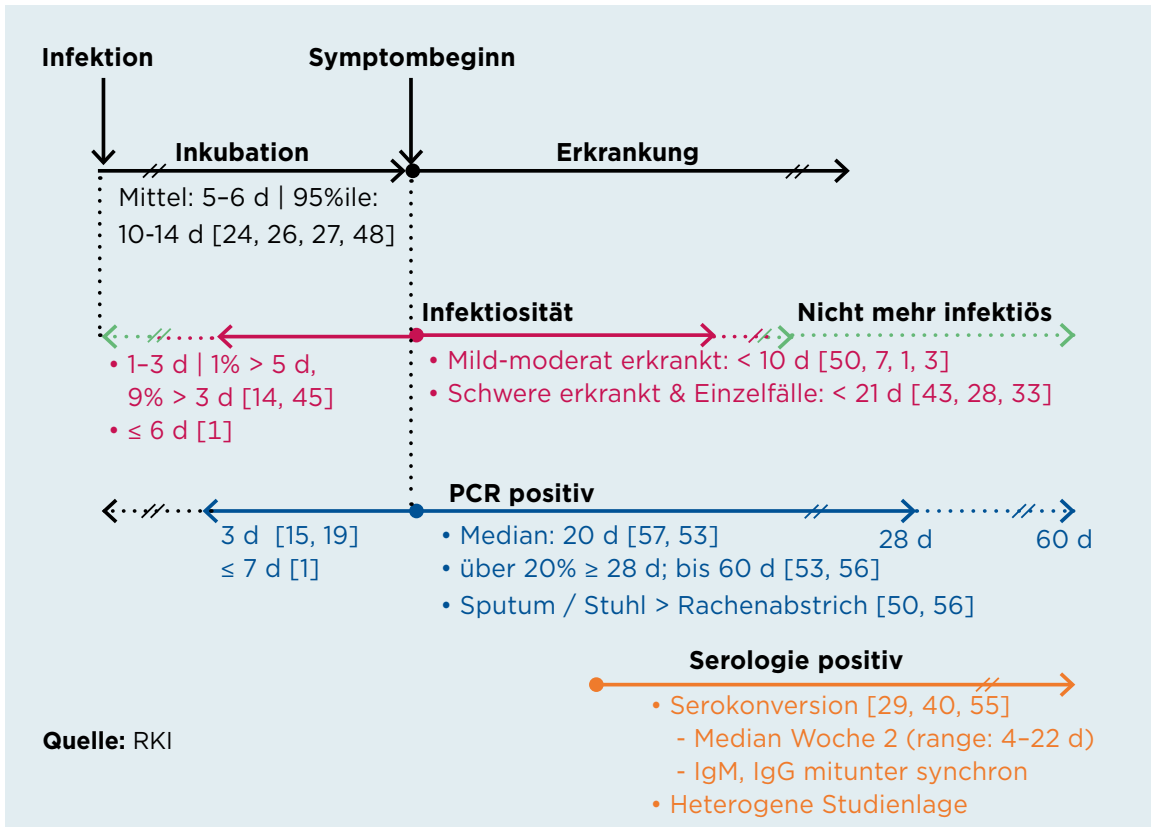 Infektion
Symptombeginn
Inkubation
Erkrankung
Mittel: 5–6 d | 95%ile:
10-14 d [24, 26, 27, 48]
Infektiosität
Nicht mehr infektiös
• 1–3 d | 1% > 5 d,
9% > 3 d [14, 45]
• ≤ 6 d [1]
• Mild-moderat erkrankt: < 10 d [50, 7, 1, 3]
• Schwere erkrankt & Einzelfälle: < 21 d [43, 28, 33]
PCR positiv
3 d [15, 19]
≤ 7 d [1]
• Median: 20 d [57, 53]
• über 20% ≥ 28 d; bis 60 d [53, 56]
• Sputum / Stuhl > Rachenabstrich [50, 56]
28 d
60 d
Serologie positiv
• Serokonversion [29, 40, 55]
- Median Woche 2 (range: 4–22 d)
- IgM, IgG mitunter synchron
• Heterogene Studienlage
Quelle: RKI